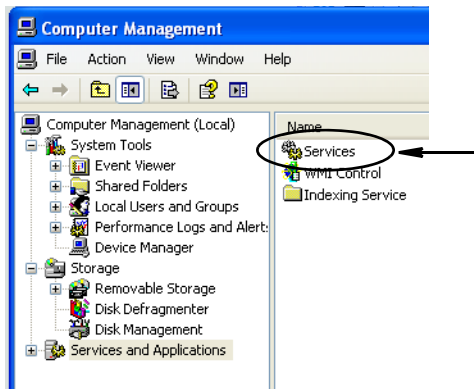 Computer Management
File Action View Window Help
Computer Management (Local)
System Tools
Event Viewer
Shared Folders
Local Users and Groups
Performance Logs and Alert:
Device Manager
Storage
Removable Storage
Disk Defragmenter
Disk Management
Services and Applications
Name
Services
WMI Control
Indexing Service